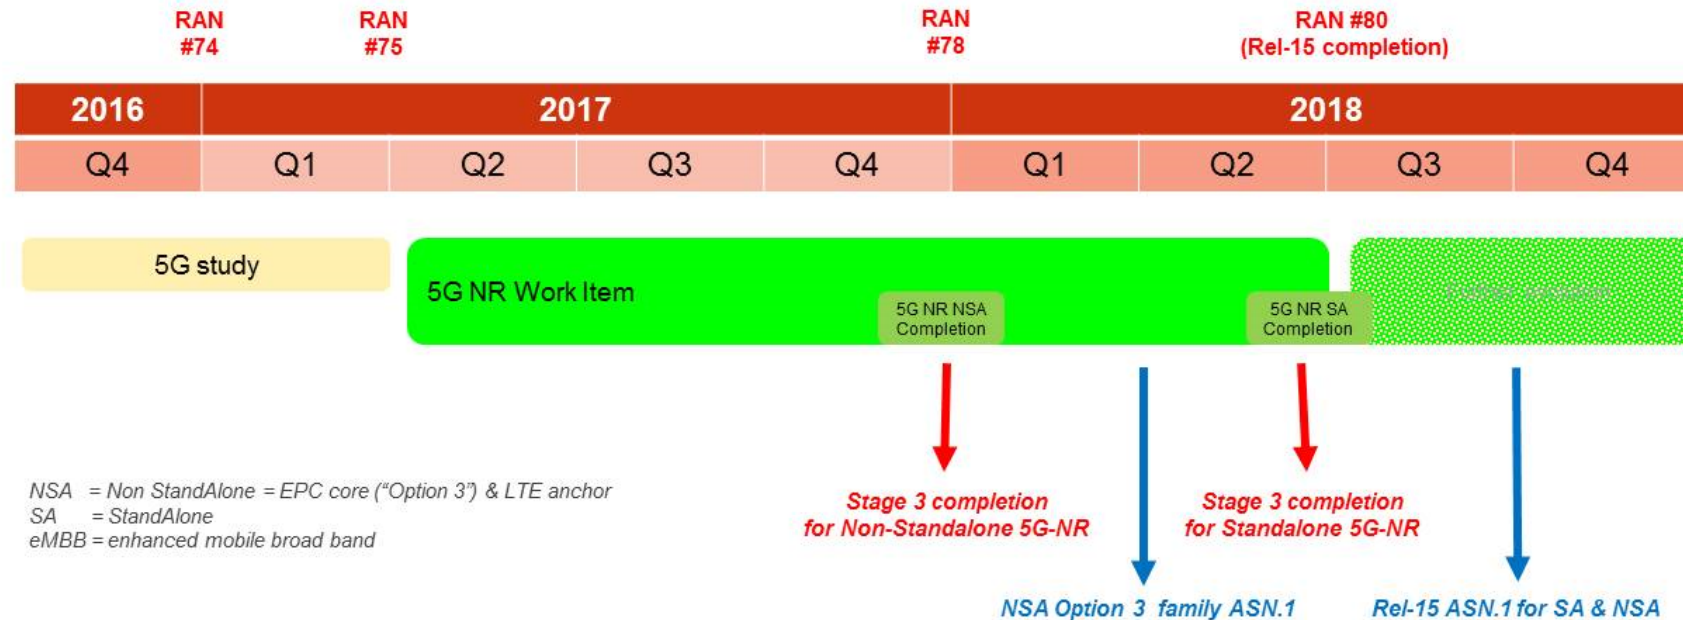 RAN
#74
RAN
#75
RAN
#78
RAN #80
(Rel-15 completion)
2016
2017
2018
Q4
Q1
Q2
Q3
Q4
Q1
Q2
Q3
Q4
5G study
5G NR Work Item
5G NR NSA
Completion
5G NR SA
Completion
NSA = Non StandAlone = EPC core ("Option 3") & LTE anchor
SA = StandAlone
eMBB = enhanced mobile broad band
Stage 3 completion
for Non-Standalone 5G-NR
Stage 3 completion
for Standalone 5G-NR
NSA Option 3 family ASN.1
Rel-15 ASN.1 for SA & NSA